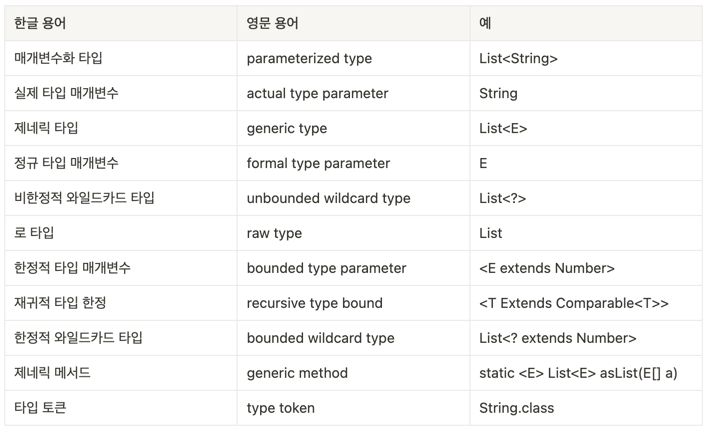 한글 용어 영문 용어 예
매개변수화 타입 parameterized type List<String>
실제 타입 매개변수 actual type parameter String
제네릭 타입 generic type List<E>
정규 타입 매개변수 formal type parameter E
비한정적 와일드카드 타입 unbounded wildcard type List<?>
로 타입 raw type List
한정적 타입 매개변수 bounded type parameter <E extends Number>
재귀적 타입 한정 recursive type bound <T Extends Comparable<T>>
한정적 와일드카드 타입 bounded wildcard type List<? extends Number>
제네릭 메서드 generic method static <E> List<E> asList(E[] a)
타입 토큰 type token String.class